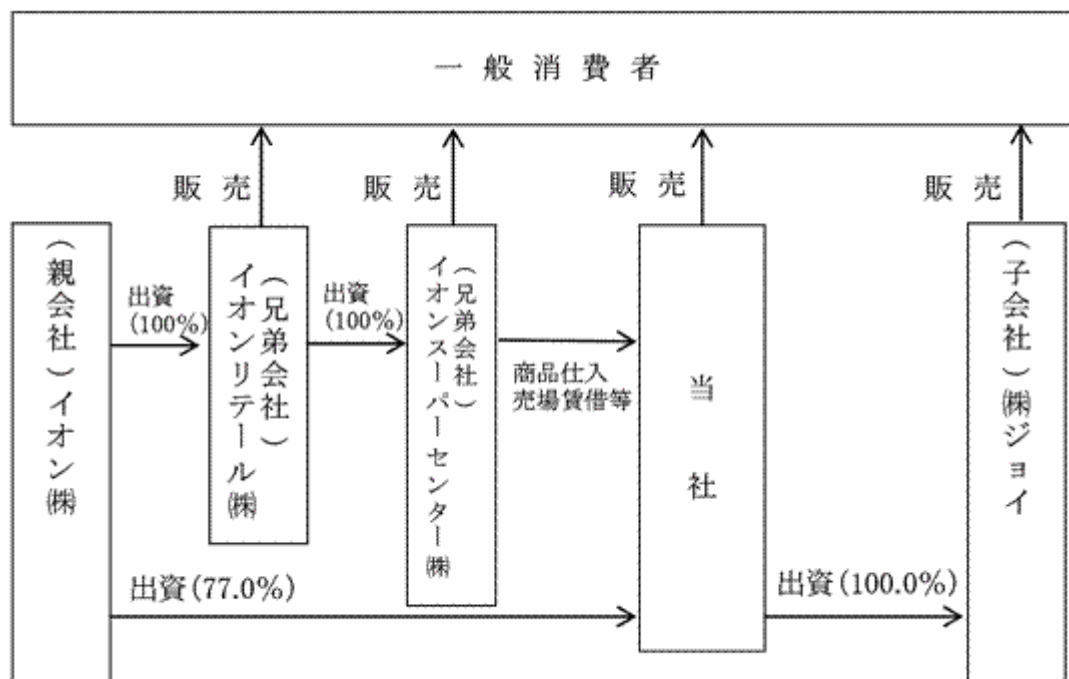 一般消費者
販売
販売
販売
販売
(親会社)イオン㈱
出資
(100%)
(兄弟会社)
イオンリテール㈱
出資
(100%)
(兄弟会社)
イオンスーパーセンター㈱
商品仕入
売場賃借等
当社
(子会社)㈱ジョイ
出資(77.0%)
出資(100.0%)